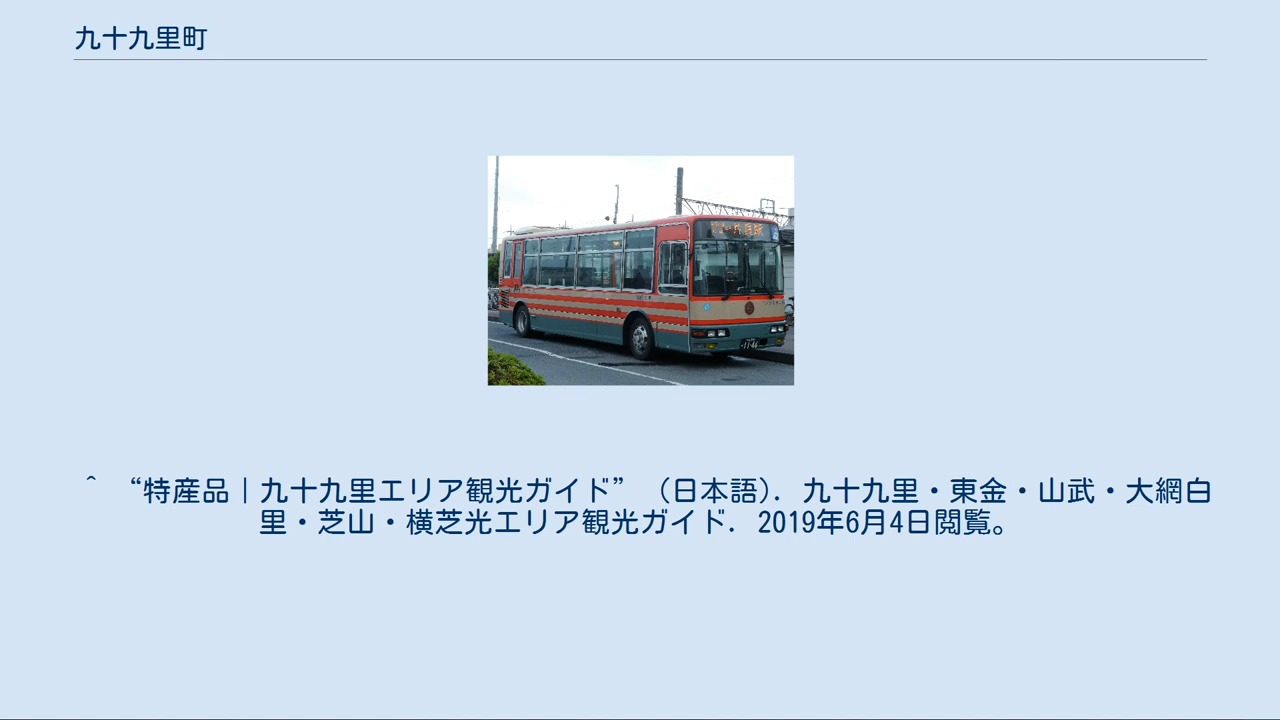 九十九里町
^ “特産品｜九十九里エリア観光ガイド” （日本語）. 九十九里・東金・山武・大網白
里・芝山・横芝光エリア観光ガイド. 2019年6月4日閲覧。